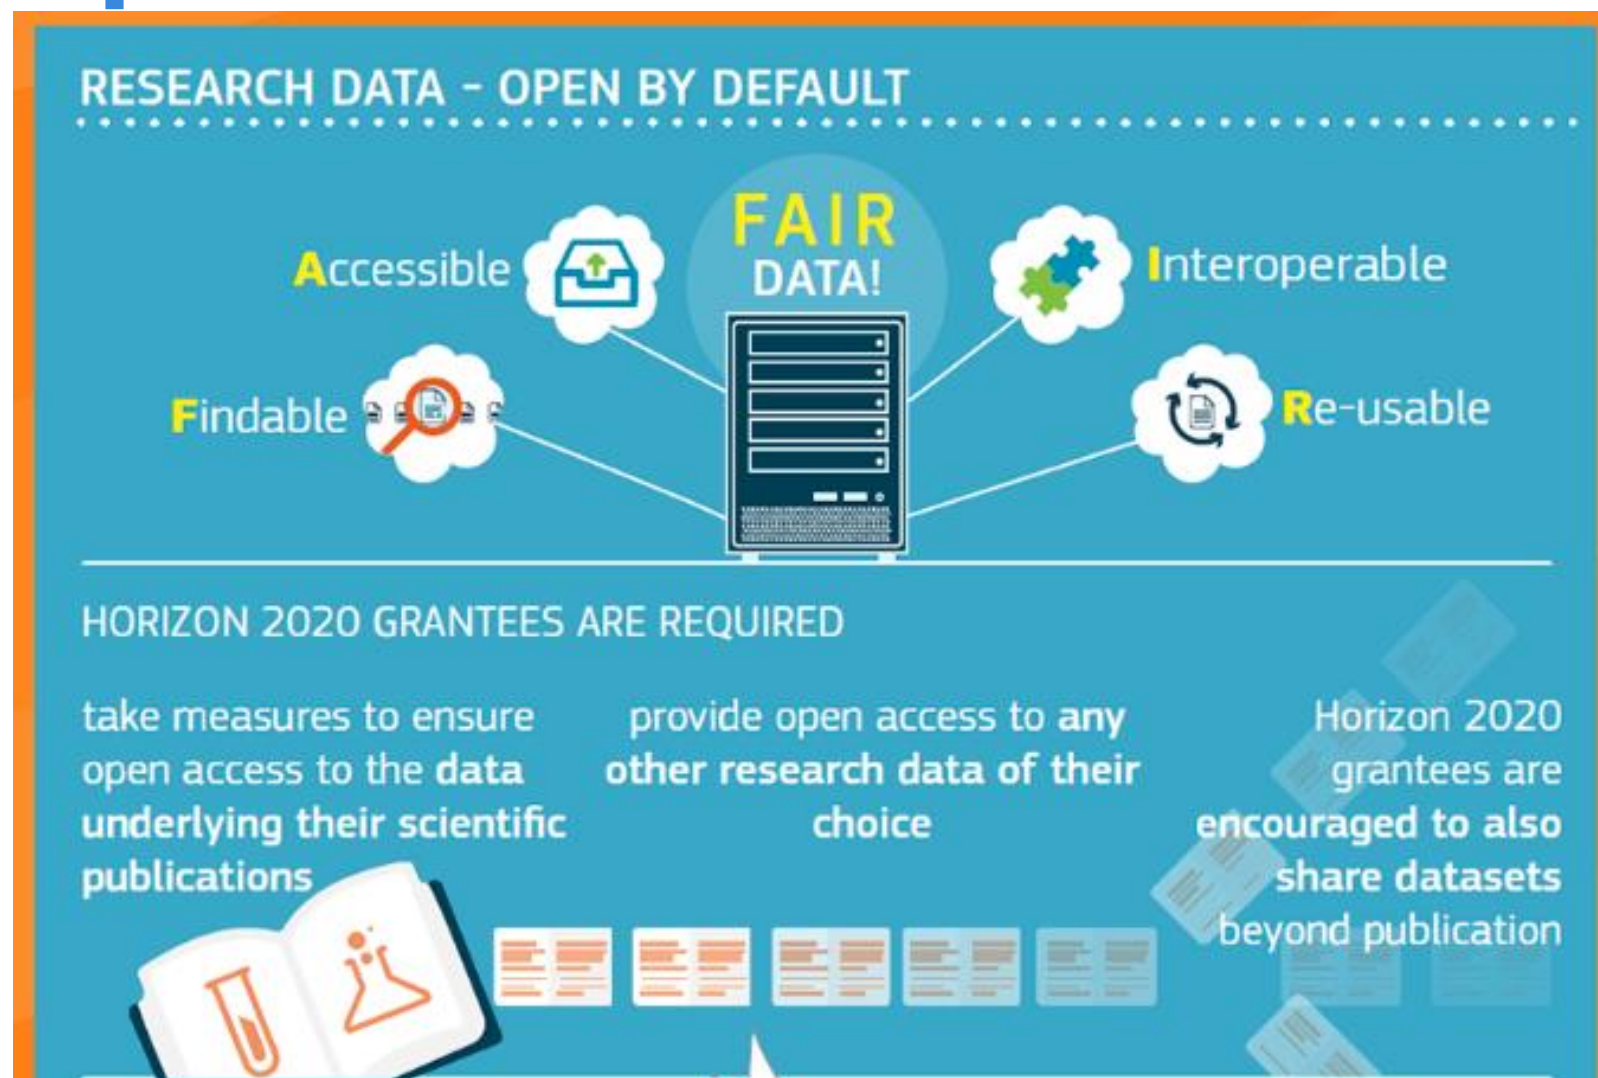 RESEARCH DATA - OPEN BY DEFAULT
FAIR
DATA!
Accessible
Interoperable
Findable
Re-usable
HORIZON 2020 GRANTEES ARE REQUIRED
take measures to ensure
open access to the data
underlying their scientific
publications
provide open access to any
other research data of their
choice
Horizon 2020
grantees are
encouraged to also
share datasets
beyond publication